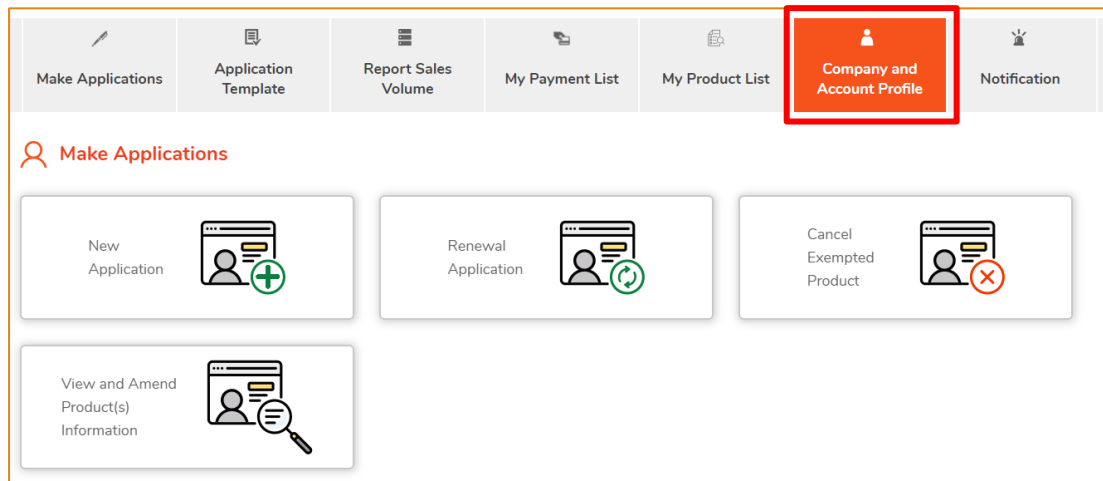 Make Applications
Application
Template
Report Sales
Volume
My Payment List
My Product List
Company and
Account Profile
Notification
Make Applications
New
Application
Renewal
Application
Cancel
Exempted
Product
View and Amend
Product(s)
Information